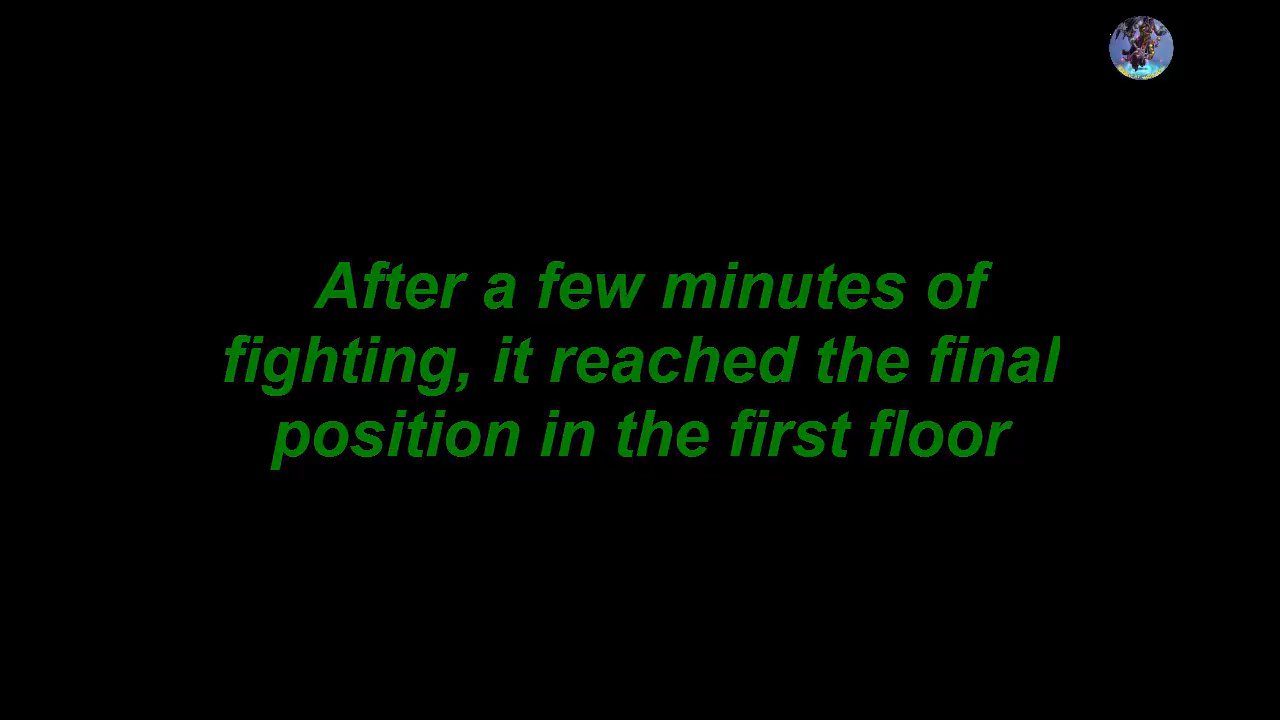 After a few minutes of
fighting, it reached the final
position in the first floor